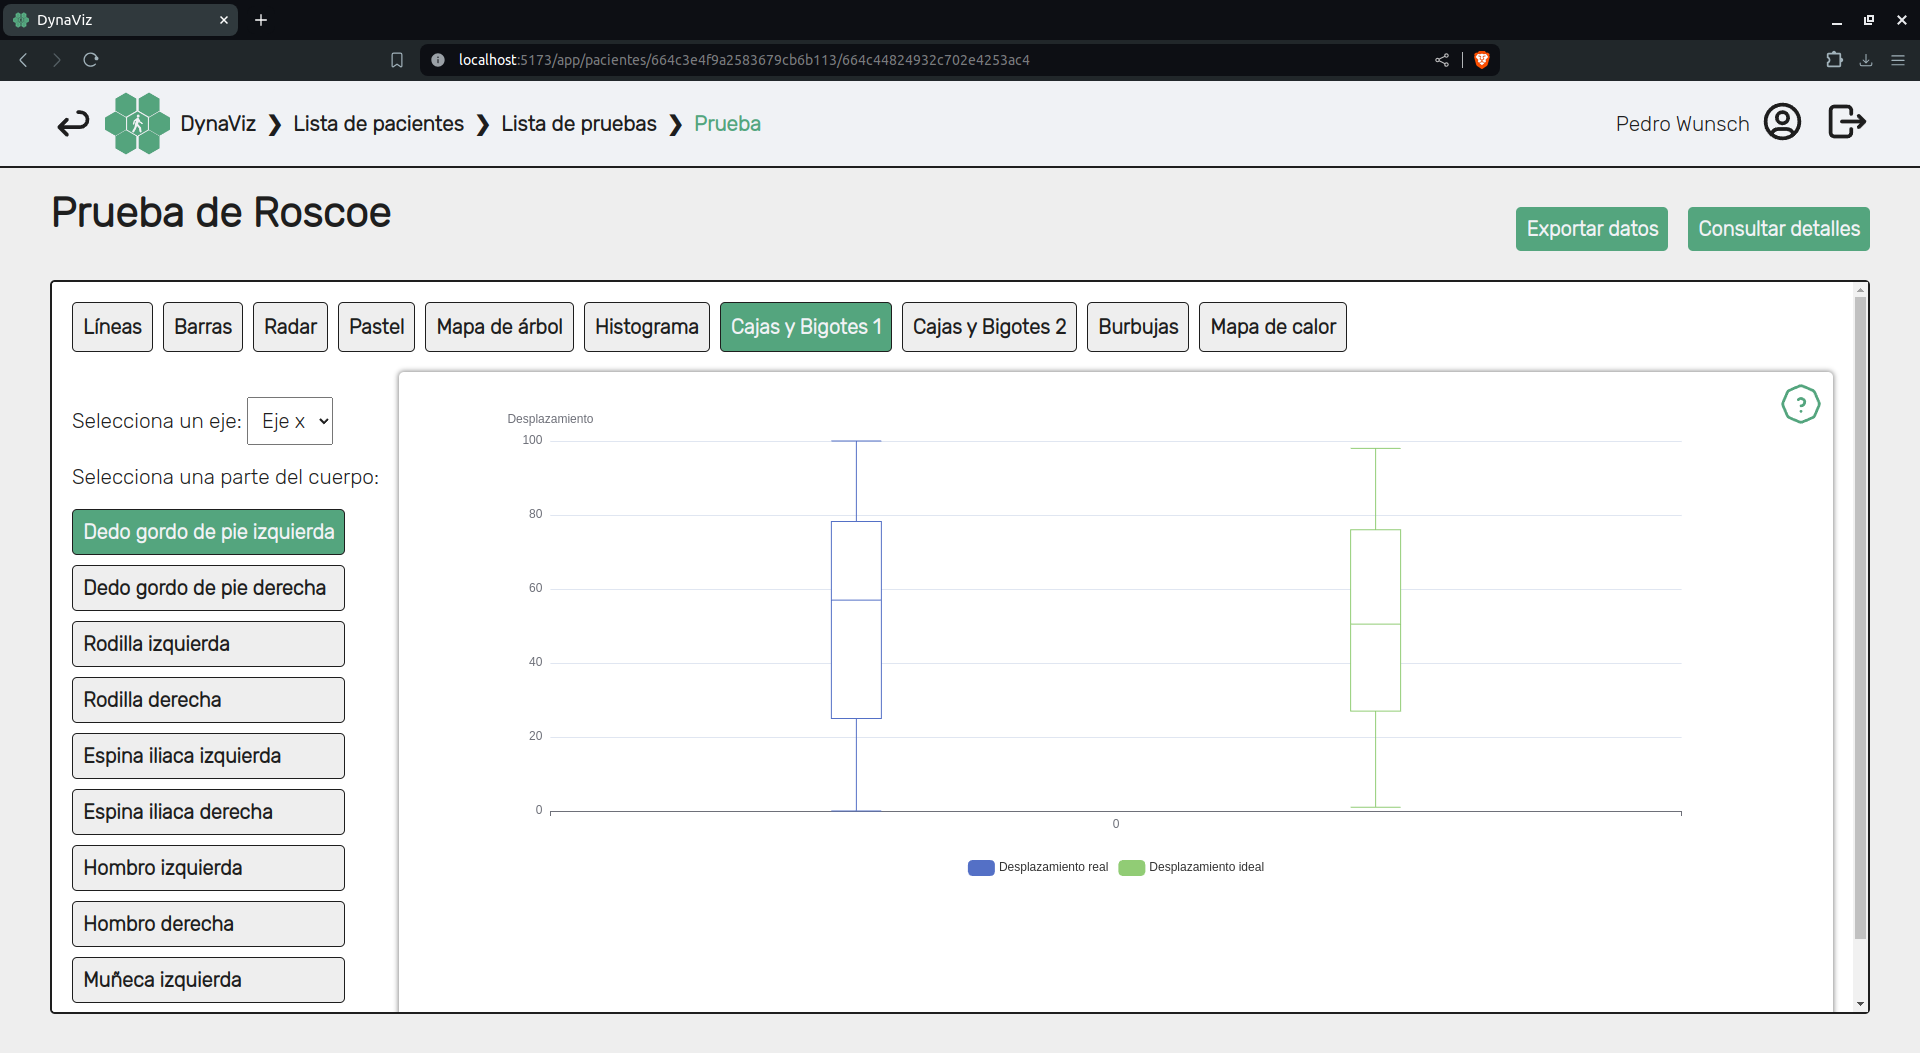 DynaViz
localhost:5173/app/pacientes/664c3e4f9a2583679cb6b113/664c44824932c702e4253ac4
DynaViz ❯ Lista de pacientes ❯ Lista de pruebas ❯ Prueba
Pedro Wunsch
Prueba de Roscoe
Exportar datos
Consultar detalles
Líneas
Barras
Radar
Pastel
Mapa de árbol
Histograma
Cajas y Bigotes 1
Cajas y Bigotes 2
Burbujas
Mapa de calor
Selecciona un eje: Eje x
Selecciona una parte del cuerpo:
Dedo gordo de pie izquierda
Dedo gordo de pie derecha
Rodilla izquierda
Rodilla derecha
Espina iliaca izquierda
Espina iliaca derecha
Hombro izquierda
Hombro derecha
Muñeca izquierda
?
Desplazamiento
100
80
60
40
20
0
0
Desplazamiento real
Desplazamiento ideal